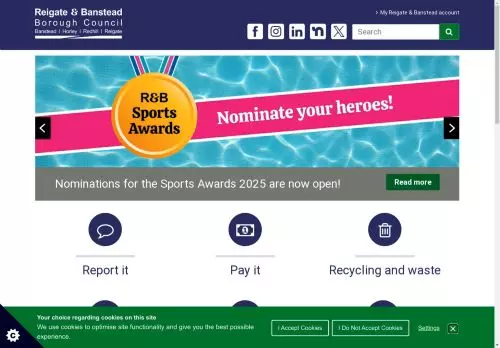 Reigate & Banstead
Borough Council
Banstead | Horley | Redhill | Reigate
> My Reigate & Banstead account
Search
R&B
Sports
Awards
Nominate your heroes!
Nominations for the Sports Awards 2025 are now open!
Read more
Report it
Pay it
Recycling and waste
Your choice regarding cookies on this site
We use cookies to optimise site functionality and give you the best possible
experience.
I Accept Cookies
I Do Not Accept Cookies
Settings